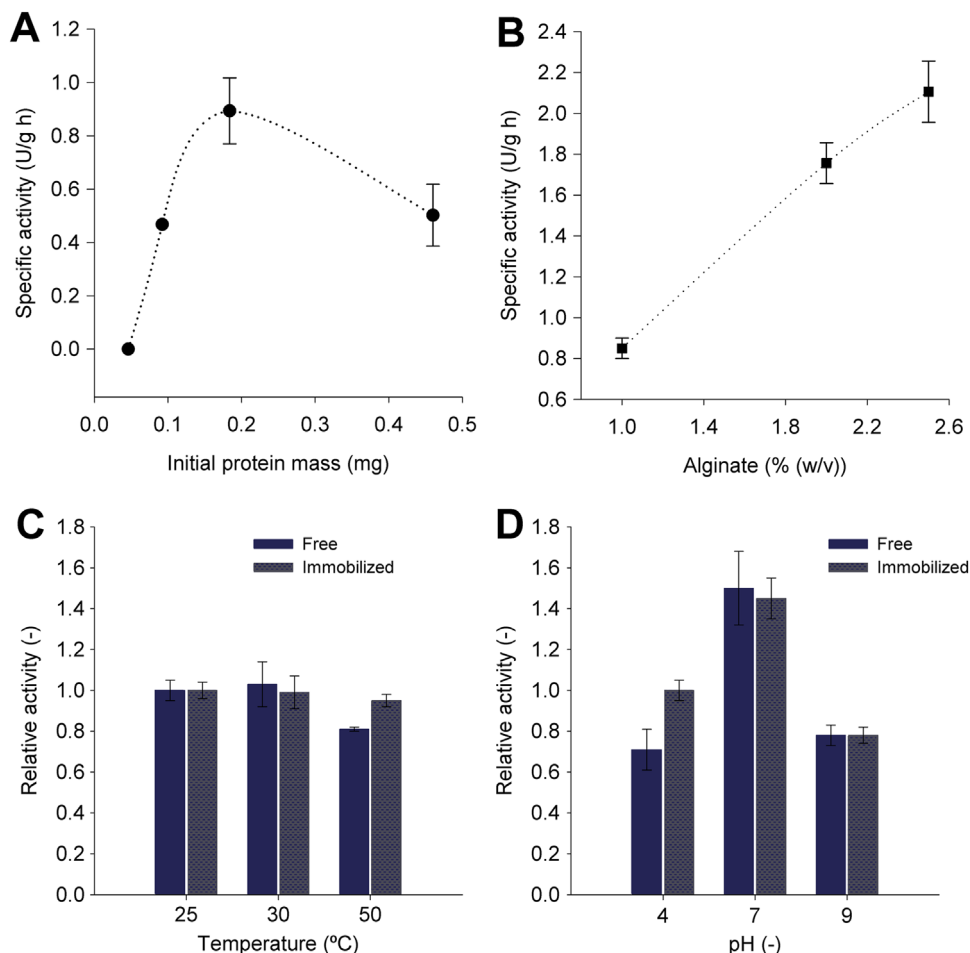 A
Specific activity (U/g h)
1.2
1.0
0.8
0.6
0.4
0.2
0.0
0.0 0.1 0.2 0.3 0.4 0.5
Initial protein mass (mg)
B
Specific activity (U/g h)
2.4
2.2
2.0
1.8
1.6
1.4
1.2
1.0
0.8
0.6
1.0 1.4 1.8 2.2 2.6
Alginate (% (w/v))
C
Relative activity (-)
1.8
1.6
1.4
1.2
1.0
0.8
0.6
0.4
0.2
0.0
Free
Immobilized
25 30 50
Temperature (ºC)
D
Relative activity (-)
1.8
1.6
1.4
1.2
1.0
0.8
0.6
0.4
0.2
0.0
Free
Immobilized
4 7 9
pH (-)